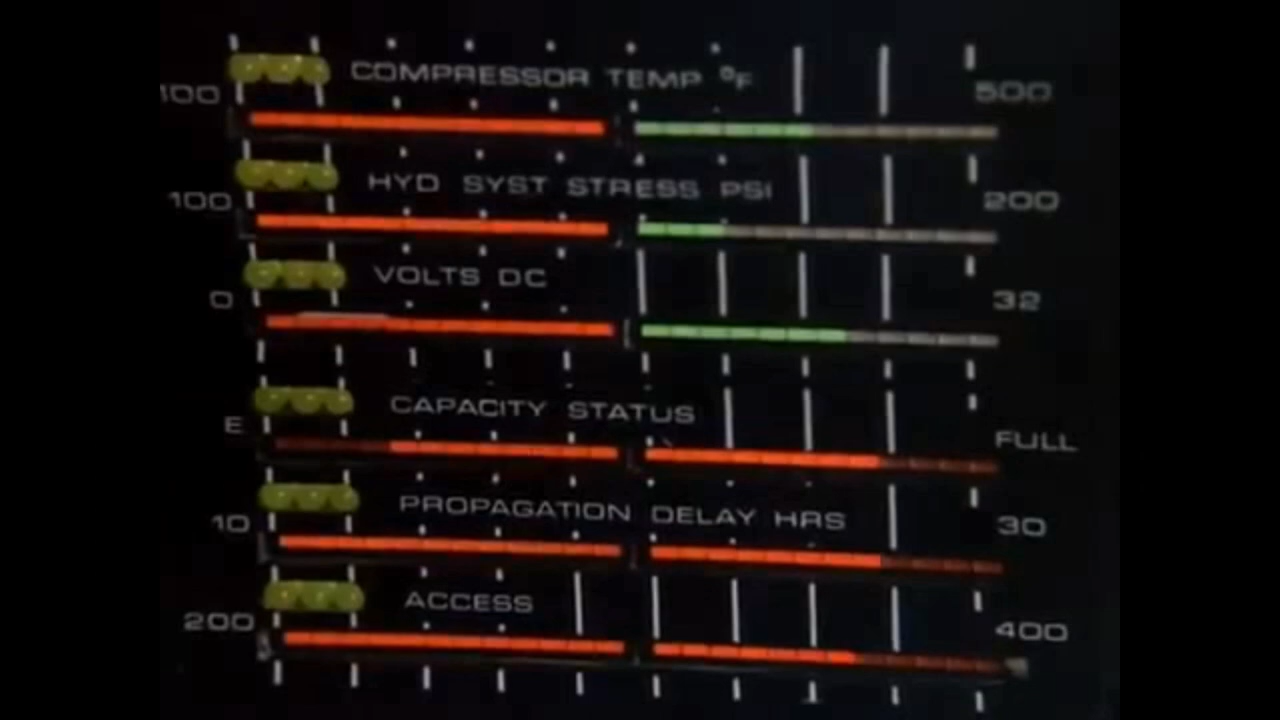 COMPRESSOR TEMP °F
100 500
HYD SYST STRESS PSI
100 200
VOLTS DC
0 32
CAPACITY STATUS
E FULL
PROPAGATION DELAY HRS
10 30
ACCESS
200 400